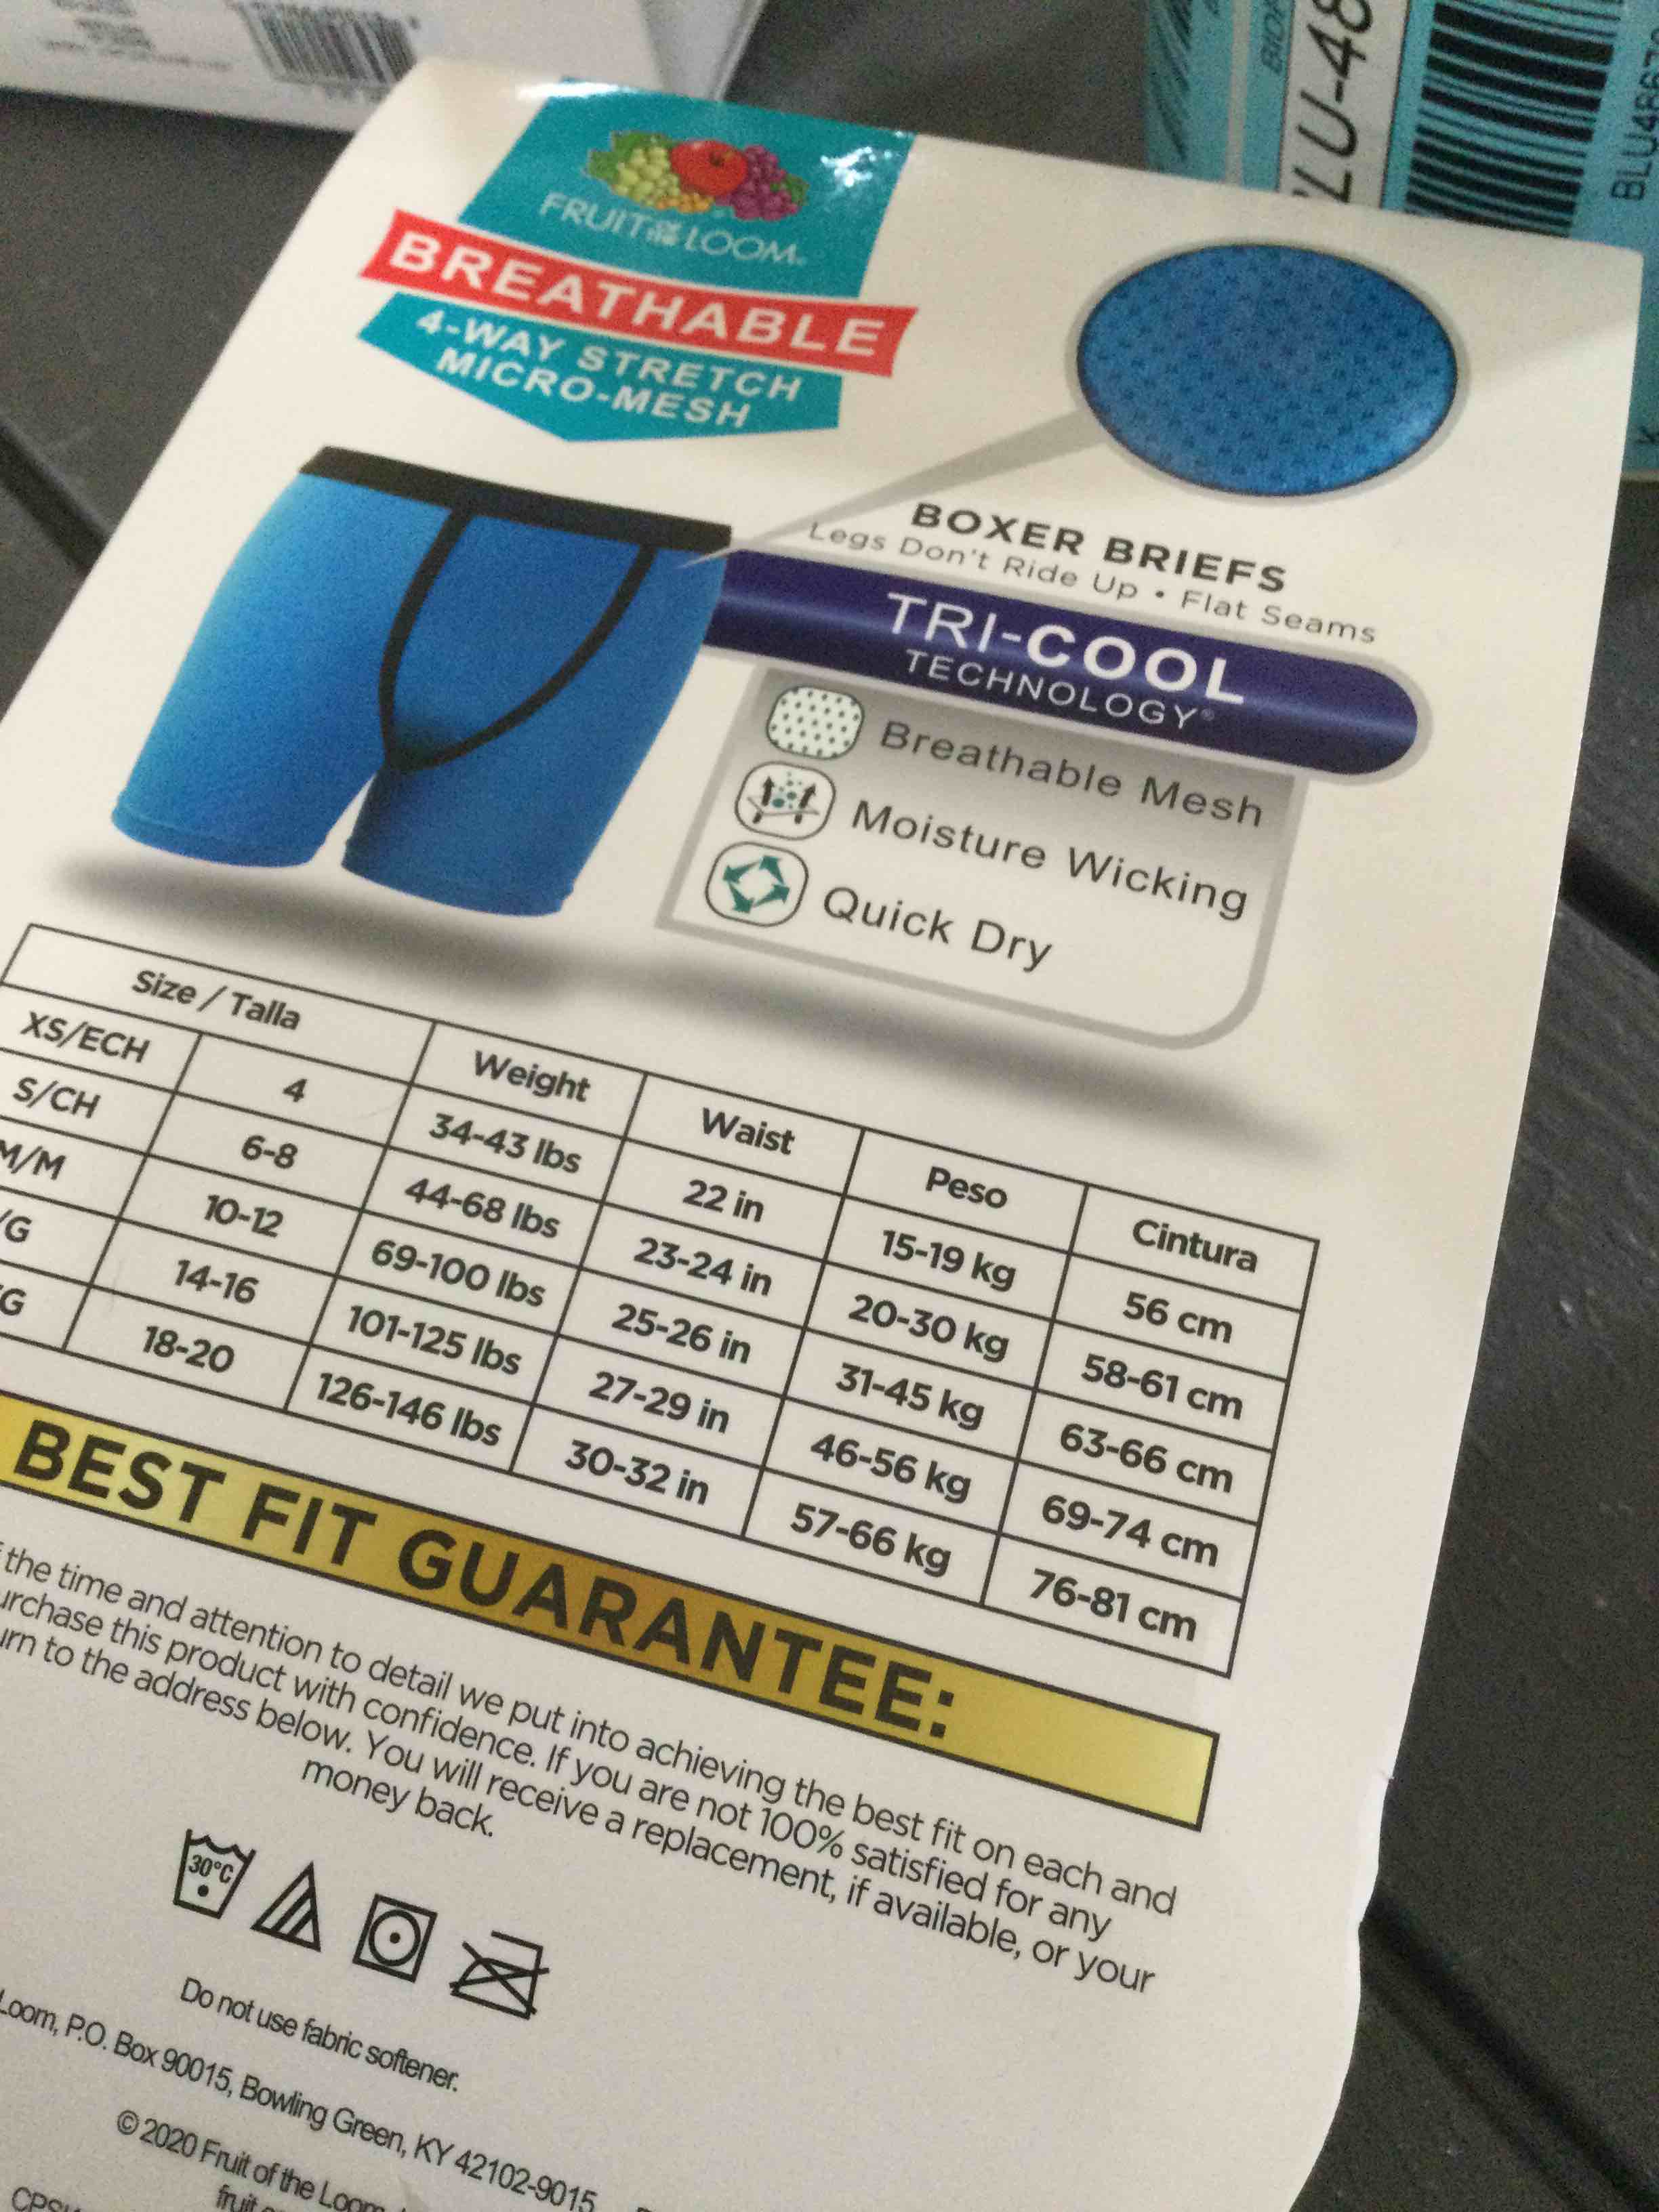 BLU-48
BLU4867
FRUIT OF THE LOOM®
BREATHABLE
4-WAY STRETCH
MICRO-MESH
BOXER BRIEFS
Legs Don't Ride Up • Flat Seams
TRI-COOL
TECHNOLOGY®
Breathable Mesh
Moisture Wicking
Quick Dry
Size / Talla Weight Waist Peso Cintura
XS/ECH 4 34-43 lbs 22 in 15-19 kg 56 cm
S/CH 6-8 44-68 lbs 23-24 in 20-30 kg 58-61 cm
M/M 10-12 69-100 lbs 25-26 in 31-45 kg 63-66 cm
/G 14-16 101-125 lbs 27-29 in 46-56 kg 69-74 cm
G 18-20 126-146 lbs 30-32 in 57-66 kg 76-81 cm
BEST FIT GUARANTEE:
the time and attention to detail we put into achieving the best fit on each and
purchase this product with confidence. If you are not 100% satisfied for any
to the address below. You will receive a replacement, if available, or your
money back.
30°C
Do not use fabric softener.
Loom, P.O. Box 90015, Bowling Green, KY 42102-9015
© 2020 Fruit of the Loom
fruit